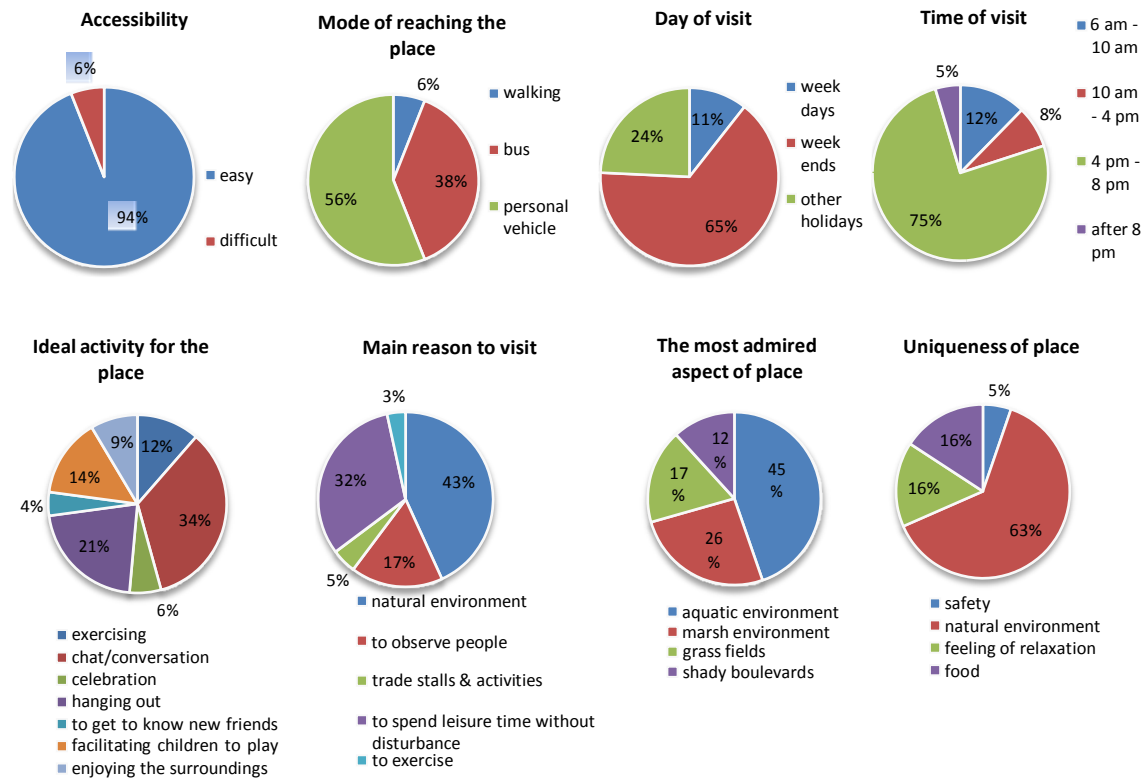 Accessibility
6%
94%
easy
difficult
Mode of reaching the
place
6%
38%
56%
walking
bus
personal
vehicle
Day of visit
11%
24%
65%
week
days
week
ends
other
holidays
Time of visit
5%
12%
8%
75%
6 am -
10 am
10 am
- 4 pm
4 pm -
8 pm
after 8
pm
Ideal activity for the
place
9%
12%
14%
4%
34%
21%
6%
exercising
chat/conversation
celebration
hanging out
to get to know new friends
facilitating children to play
enjoying the surroundings
Main reason to visit
3%
43%
32%
17%
5%
natural environment
to observe people
trade stalls & activities
to spend leisure time without
disturbance
to exercise
The most admired
aspect of place
12
%
45
%
17
%
26
%
aquatic environment
marsh environment
grass fields
shady boulevards
Uniqueness of place
5%
16%
16%
63%
safety
natural environment
feeling of relaxation
food